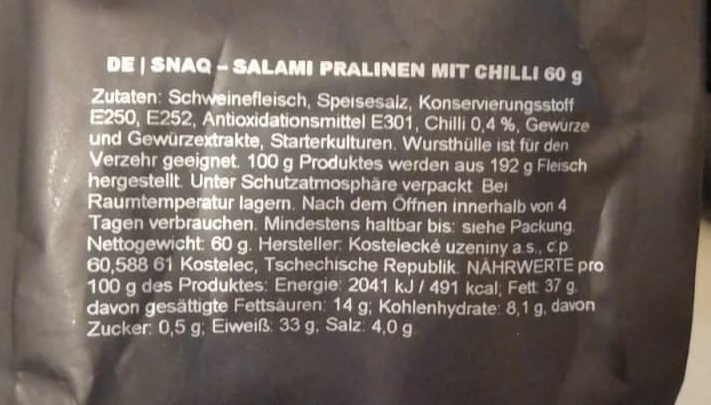 DE | SNAQ – SALAMI PRALINEN MIT CHILLI 60 g
Zutaten: Schweinefleisch, Speisesalz, Konservierungsstoff
E250, E252, Antioxidationsmittel E301, Chilli 0,4 %, Gewürze
und Gewürzextrakte, Starterkulturen. Wursthülle ist für den
Verzehr geeignet. 100 g Produktes werden aus 192 g Fleisch
hergestellt. Unter Schutzatmosphäre verpackt. Bei
Raumtemperatur lagern. Nach dem Öffnen innerhalb von 4
Tagen verbrauchen. Mindestens haltbar bis: siehe Packung.
Nettogewicht: 60 g. Hersteller: Kostelecké uzeniny a.s., č.p.
60,588 61 Kostelec, Tschechische Republik. NÄHRWERTE pro
100 g des Produktes: Energie: 2041 kJ / 491 kcal; Fett: 37 g,
davon gesättigte Fettsäuren: 14 g; Kohlenhydrate: 8,1 g, davon
Zucker: 0,5 g; Eiweiß: 33 g, Salz: 4,0 g